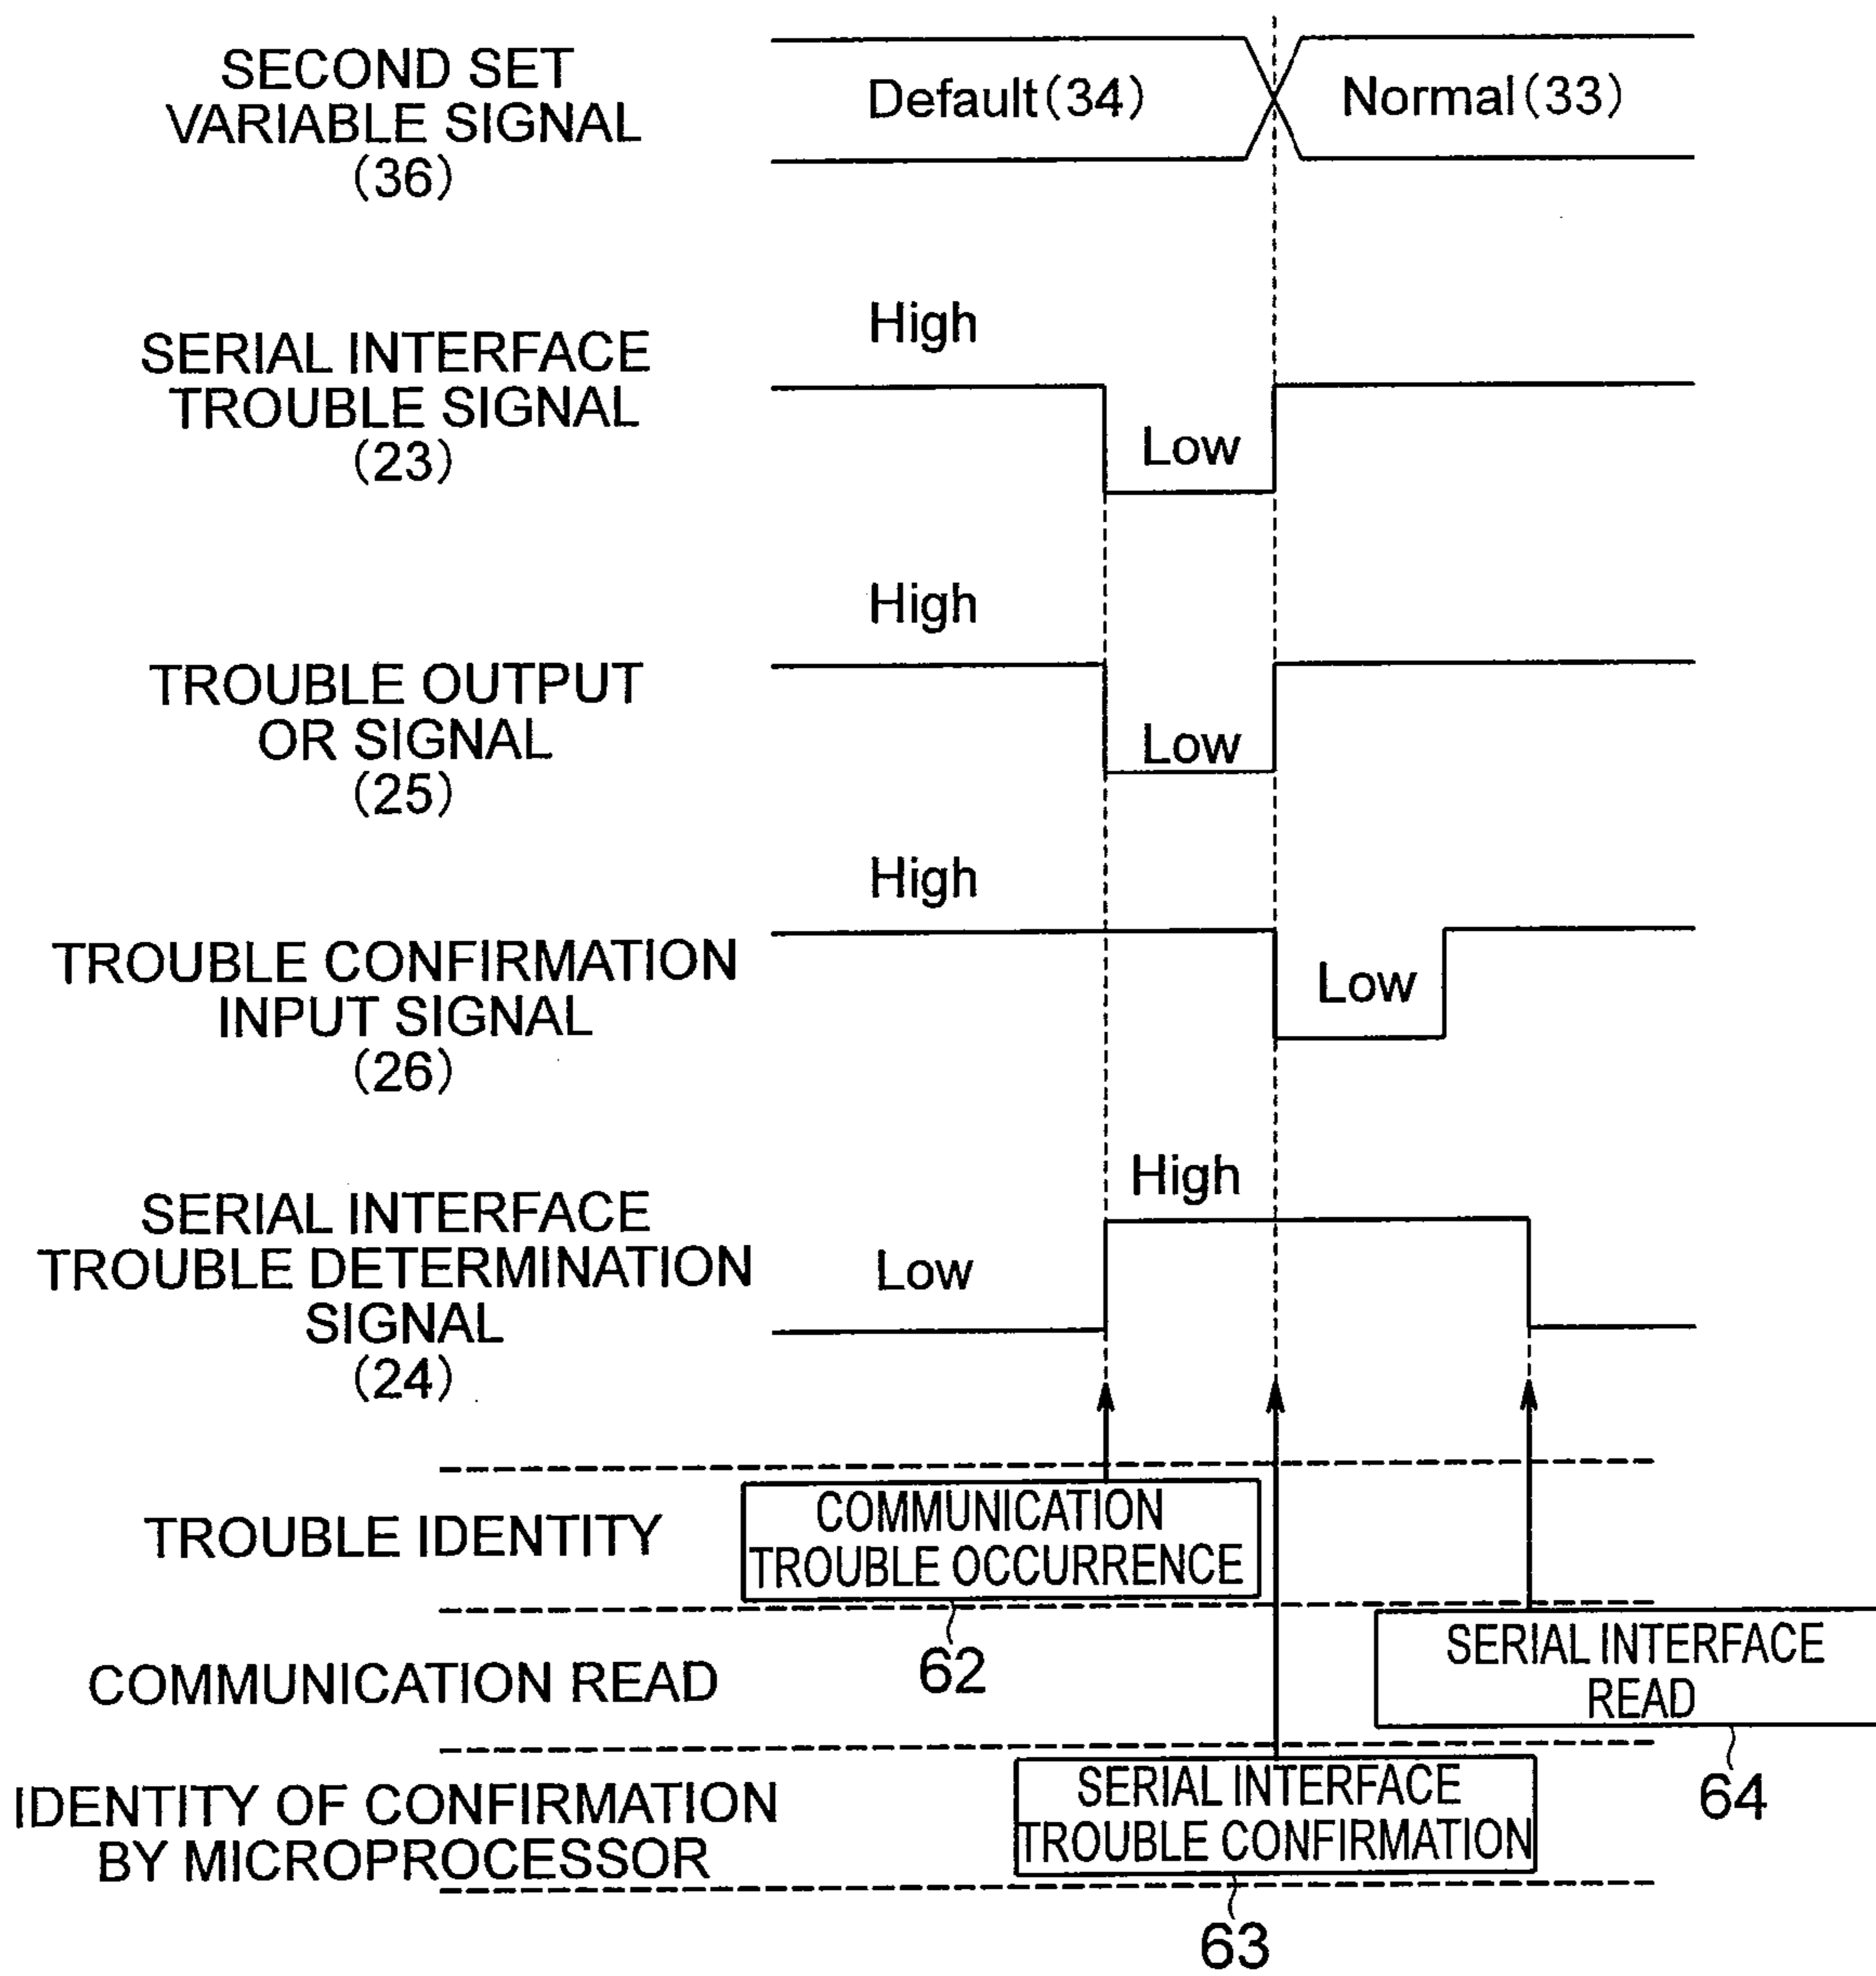 SECOND SET
VARIABLE SIGNAL
(36)
Default(34)
Normal(33)
High
SERIAL INTERFACE
TROUBLE SIGNAL
(23)
Low
High
TROUBLE OUTPUT
OR SIGNAL
(25)
Low
High
TROUBLE CONFIRMATION
INPUT SIGNAL
(26)
Low
High
SERIAL INTERFACE
TROUBLE DETERMINATION
SIGNAL
(24)
Low
TROUBLE IDENTITY
COMMUNICATION
TROUBLE OCCURRENCE
62
COMMUNICATION READ
SERIAL INTERFACE
READ
64
IDENTITY OF CONFIRMATION
BY MICROPROCESSOR
SERIAL INTERFACE
TROUBLE CONFIRMATION
63